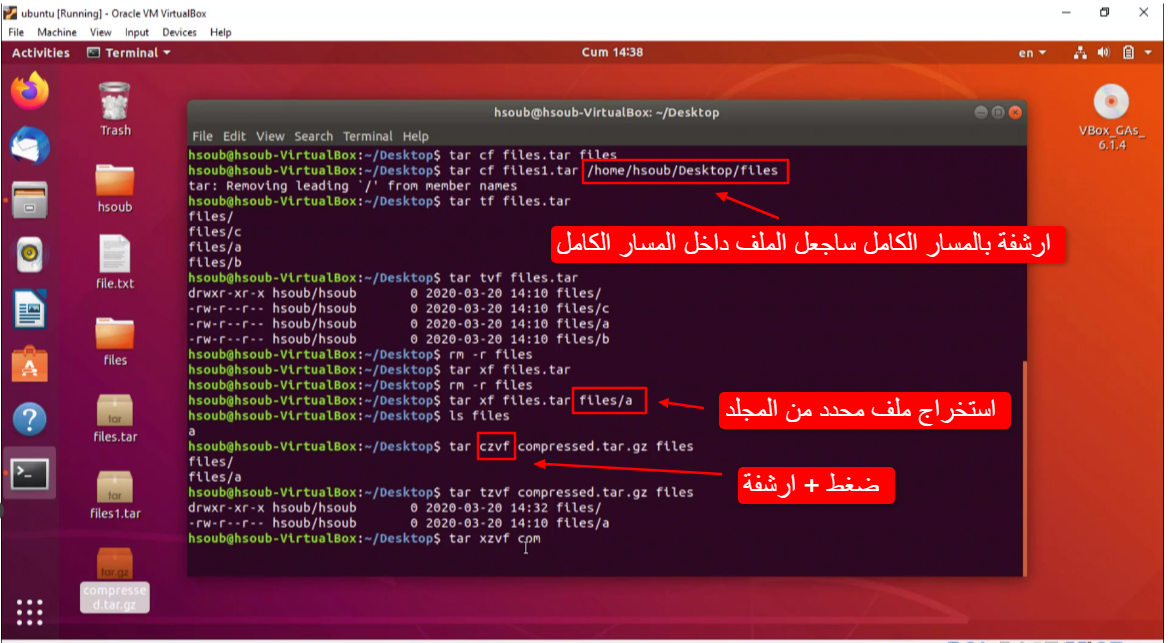 ubuntu [Running] - Oracle VM VirtualBox
File Machine View Input Devices Help
Activities Terminal Cum 14:38 en
Trash
hsoub
file.txt
files
files.tar
files1.tar
compresse
d.tar.gz
VBox_GAs_
6.1.4
tar
tar
tar.gz
hsoub@hsoub-VirtualBox: ~/Desktop
File Edit View Search Terminal Help
hsoub@hsoub-VirtualBox:~/Desktop$ tar cf files.tar files
hsoub@hsoub-VirtualBox:~/Desktop$ tar cf files1.tar /home/hsoub/Desktop/files
tar: Removing leading `/' from member names
hsoub@hsoub-VirtualBox:~/Desktop$ tar tf files.tar
files/
files/c
files/a
files/b
ارشفة بالمسار الكامل ساجعل الملف داخل المسار الكامل
hsoub@hsoub-VirtualBox:~/Desktop$ tar tvf files.tar
drwxr-xr-x hsoub/hsoub 0 2020-03-20 14:10 files/
-rw-r--r-- hsoub/hsoub 0 2020-03-20 14:10 files/c
-rw-r--r-- hsoub/hsoub 0 2020-03-20 14:10 files/a
-rw-r--r-- hsoub/hsoub 0 2020-03-20 14:10 files/b
hsoub@hsoub-VirtualBox:~/Desktop$ rm -r files
hsoub@hsoub-VirtualBox:~/Desktop$ tar xf files.tar
hsoub@hsoub-VirtualBox:~/Desktop$ rm -r files
hsoub@hsoub-VirtualBox:~/Desktop$ tar xf files.tar files/a
hsoub@hsoub-VirtualBox:~/Desktop$ ls files
a
استخراج ملف محدد من المجلد
hsoub@hsoub-VirtualBox:~/Desktop$ tar czvf compressed.tar.gz files
files/
files/a
ضغط + ارشفة
hsoub@hsoub-VirtualBox:~/Desktop$ tar tzvf compressed.tar.gz files
drwxr-xr-x hsoub/hsoub 0 2020-03-20 14:32 files/
-rw-r--r-- hsoub/hsoub 0 2020-03-20 14:10 files/a
hsoub@hsoub-VirtualBox:~/Desktop$ tar xzvf com